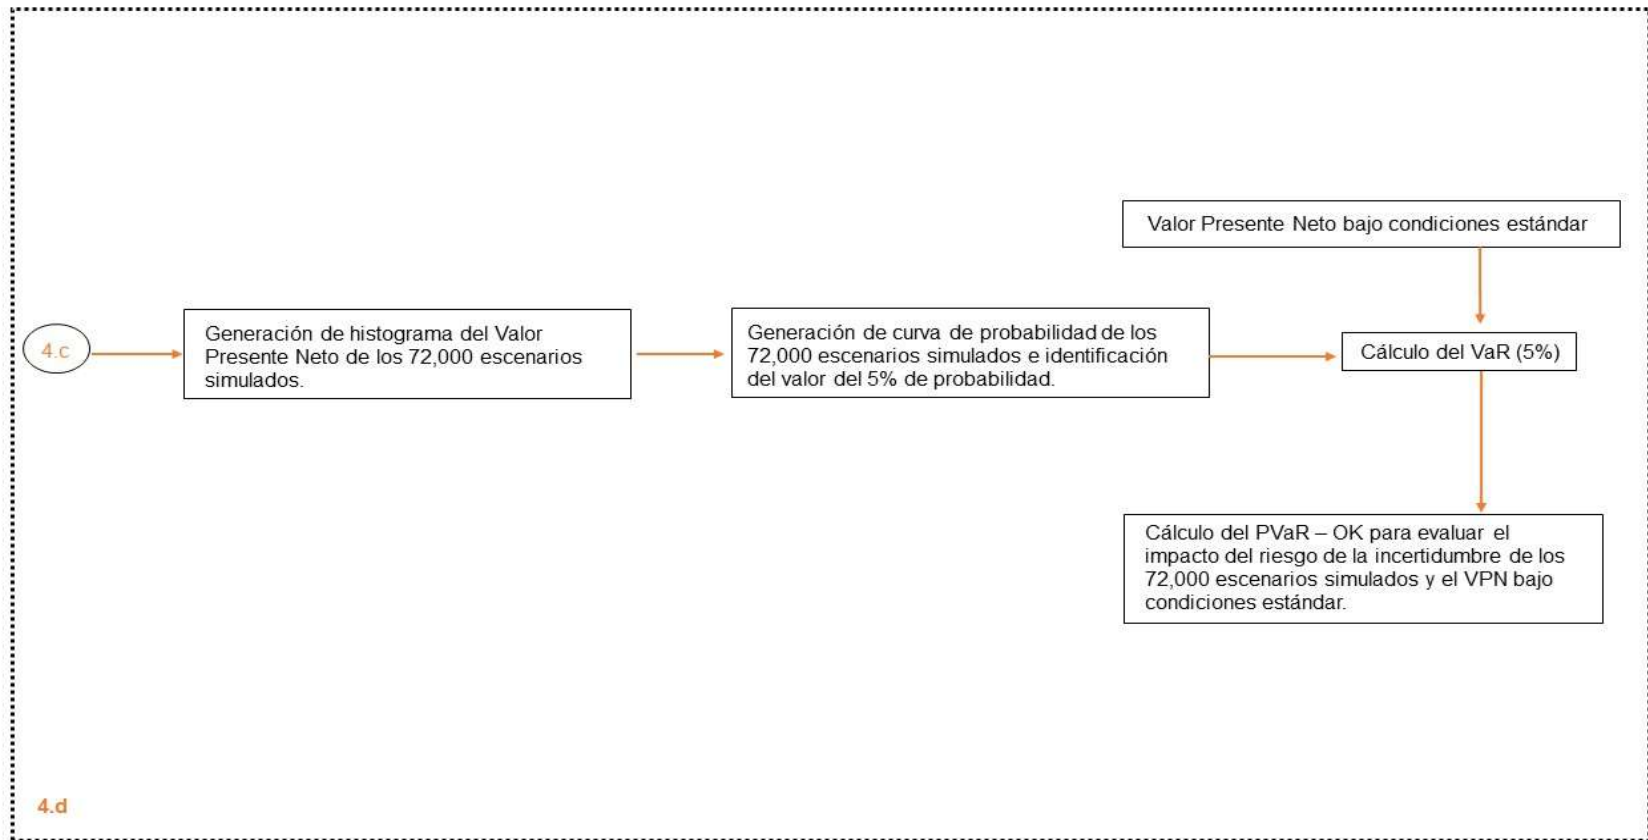 Valor Presente Neto bajo condiciones estándar
4.c
Generación de histograma del Valor
Presente Neto de los 72,000 escenarios
simulados.
Generación de curva de probabilidad de los
72,000 escenarios simulados e identificación
del valor del 5% de probabilidad.
Cálculo del VaR (5%)
Cálculo del PVaR – OK para evaluar el
impacto del riesgo de la incertidumbre de los
72,000 escenarios simulados y el VPN bajo
condiciones estándar.
4.d